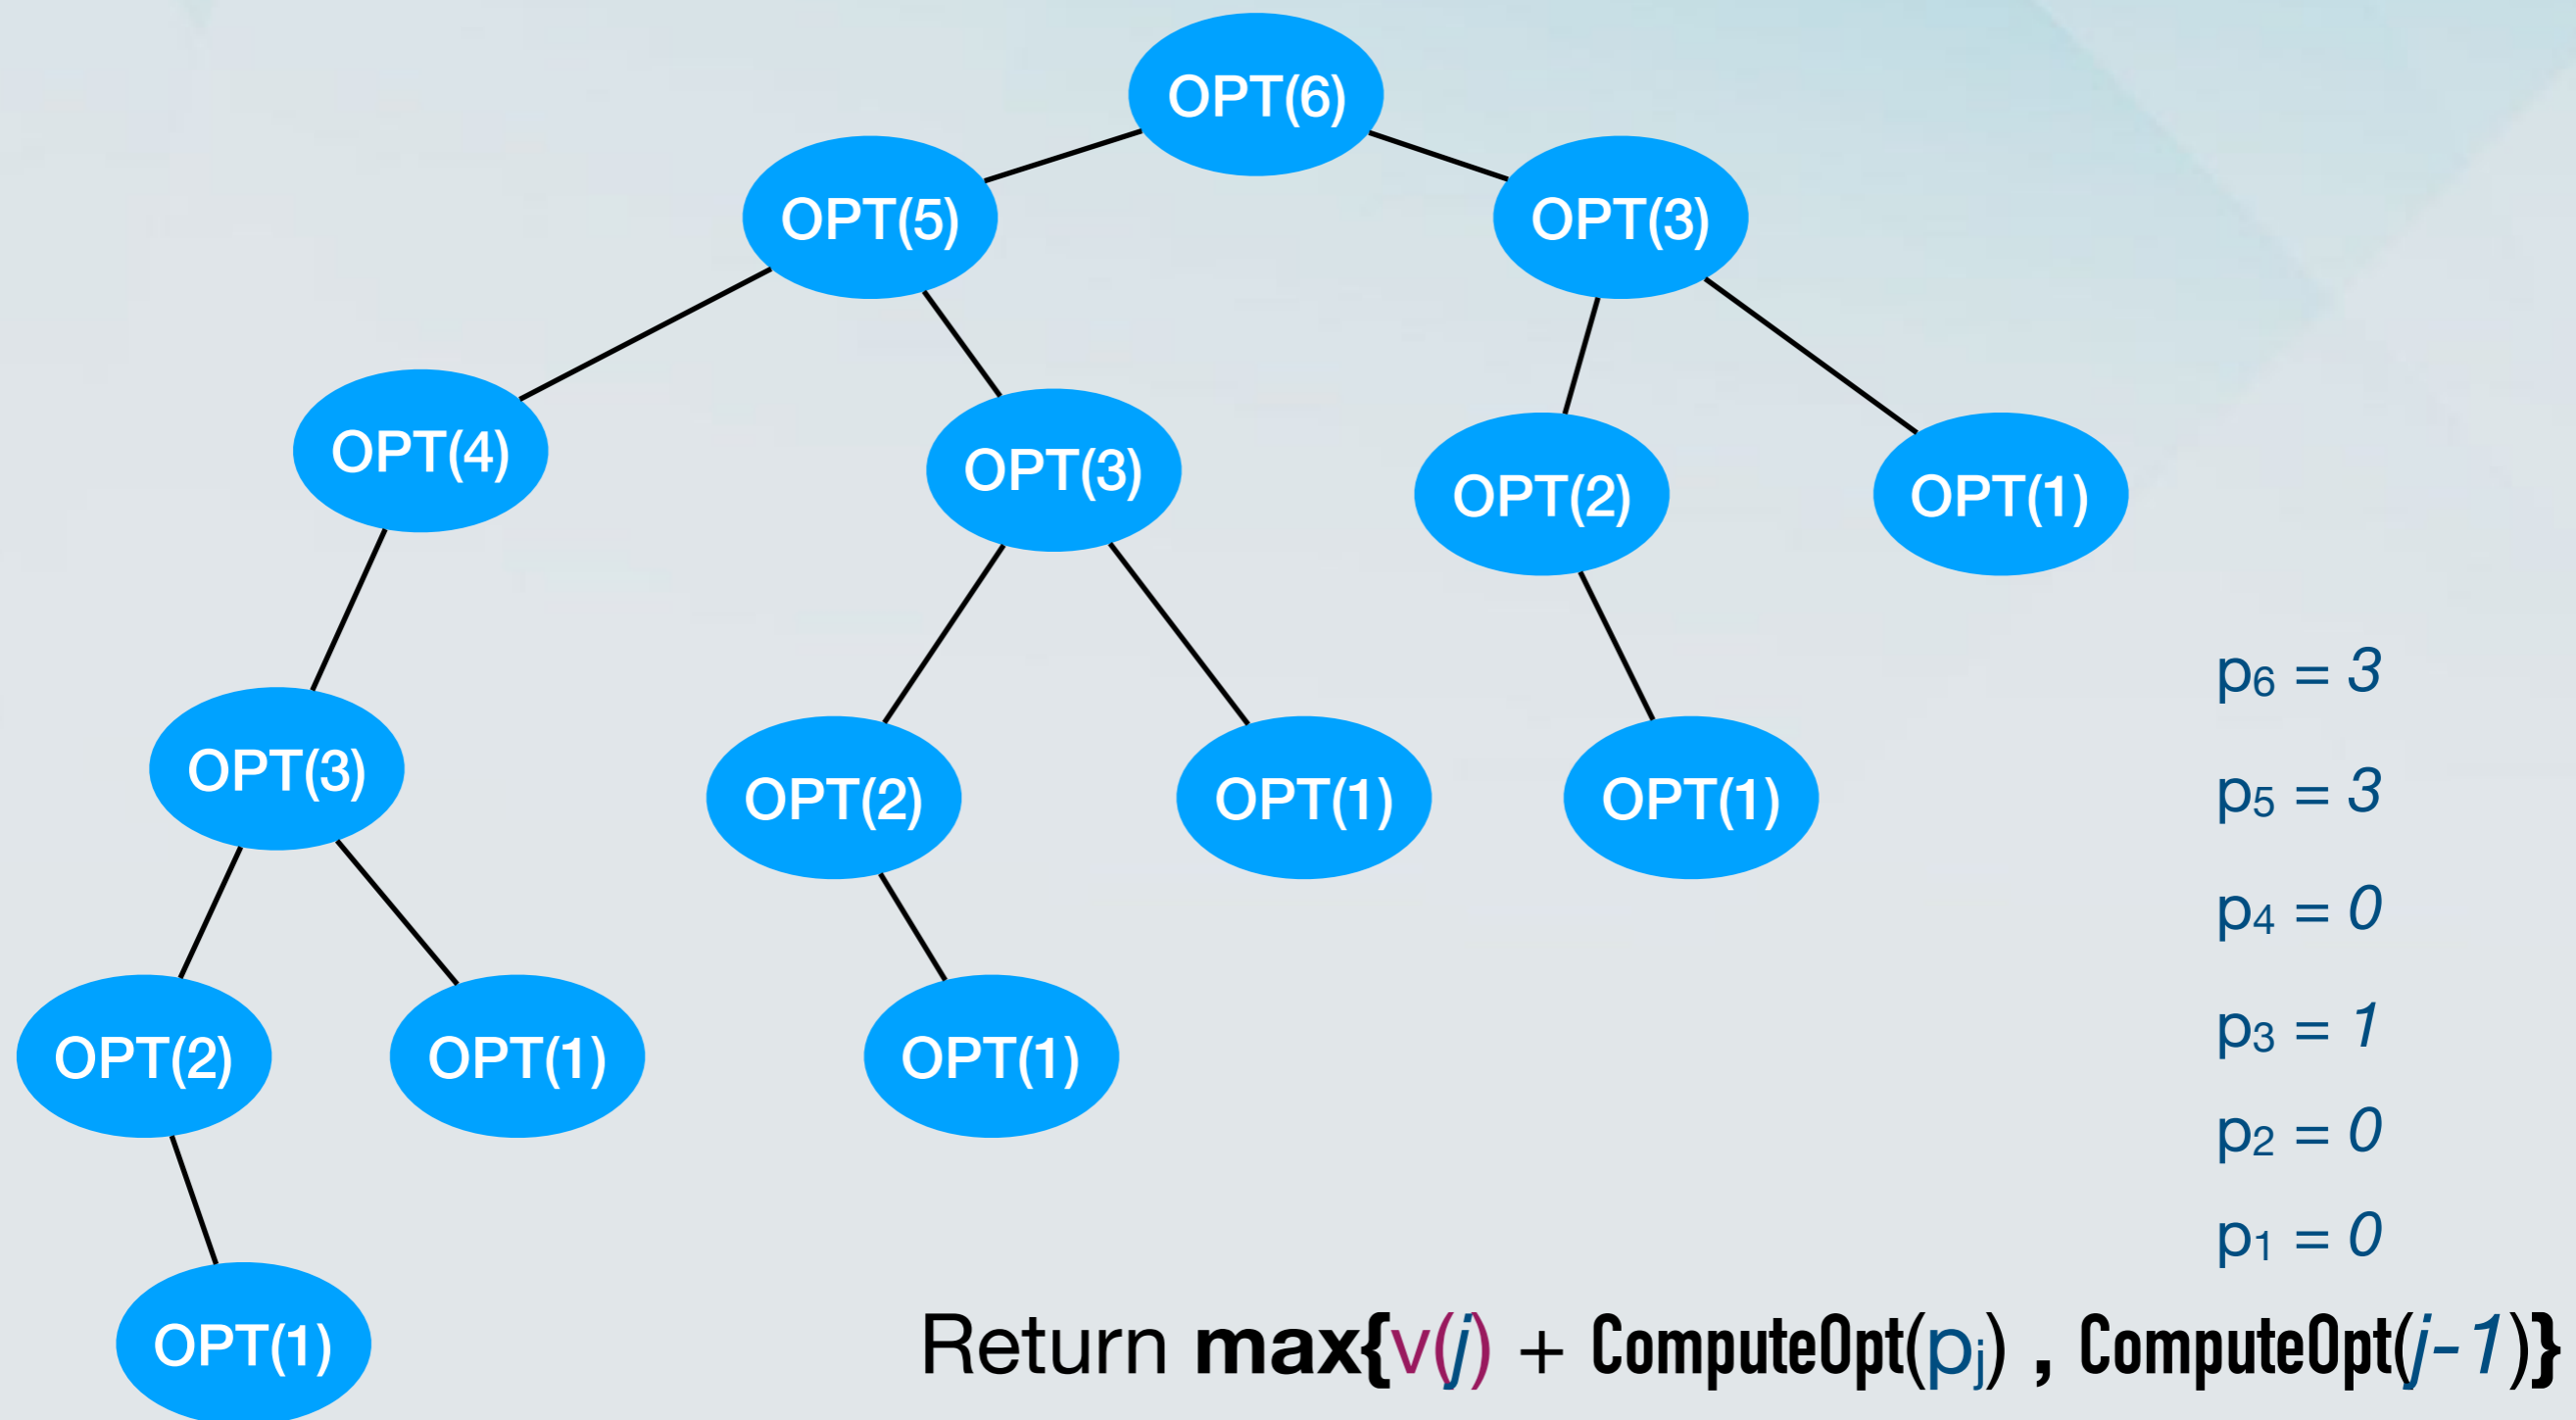 OPT(6)
OPT(5)
OPT(3)
OPT(4)
OPT(3)
OPT(2)
OPT(1)
OPT(3)
OPT(2)
OPT(1)
OPT(1)
OPT(2)
OPT(1)
OPT(1)
OPT(1)
p₆ = 3
p₅ = 3
p₄ = 0
p₃ = 1
p₂ = 0
p₁ = 0
Return max{v(j) + ComputeOpt(pⱼ) , ComputeOpt(j-1)}